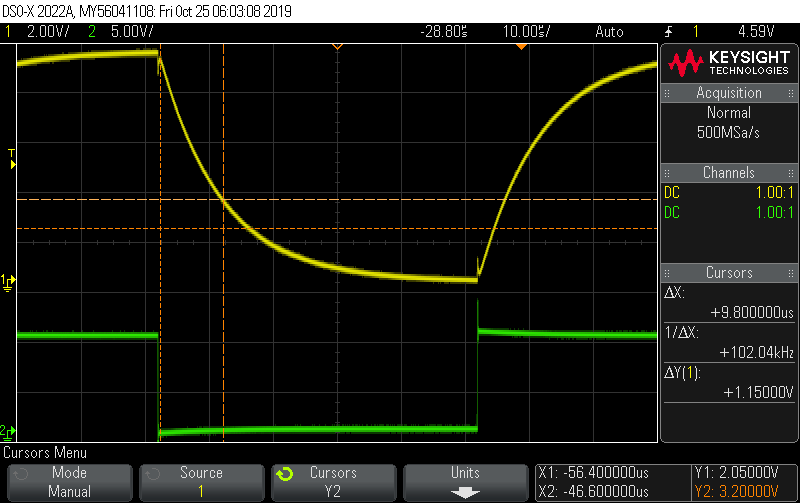 DSO-X 2022A, MY56041108: Fri Oct 25 06:03:08 2019
1 2.00V/ 2 5.00V/ -28.80us 10.00us/ Auto 1 4.59V
KEYSIGHT
TECHNOLOGIES
Acquisition
Normal
500MSa/s
Channels
DC 1.00:1
DC 1.00:1
Cursors
ΔX:
+9.800000us
1/ΔX:
+102.04kHz
ΔY(1):
+1.15000V
T
1
2
Cursors Menu
Mode
Manual
Source
1
Cursors
Y2
Units
X1: -56.400000us
X2: -46.600000us
Y1: 2.05000V
Y2: 3.20000V